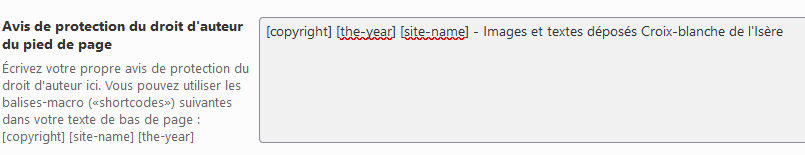 Avis de protection du droit d'auteur
du pied de page
[copyright] [the-year] [site-name] - Images et textes déposés Croix-blanche de l'Isère
Écrivez votre propre avis de protection du
droit d'auteur ici. Vous pouvez utiliser les
balises-macro («shortcodes») suivantes
dans votre texte de bas de page :
[copyright] [site-name] [the-year]